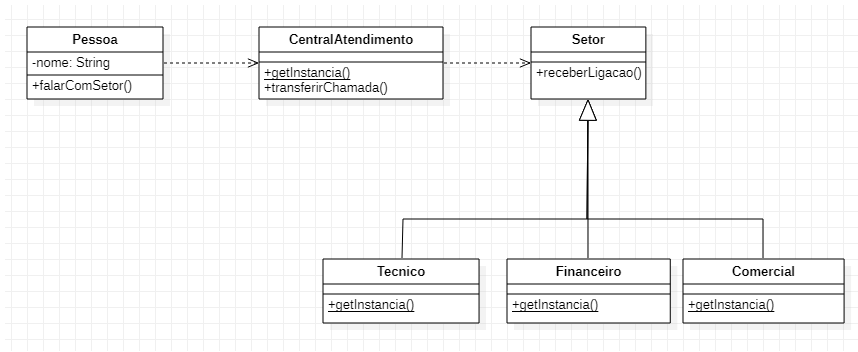 Pessoa
-nome: String
+falarComSetor()
CentralAtendimento
+getInstancia()
+transferirChamada()
Setor
+receberLigacao()
Tecnico
+getInstancia()
Financeiro
+getInstancia()
Comercial
+getInstancia()